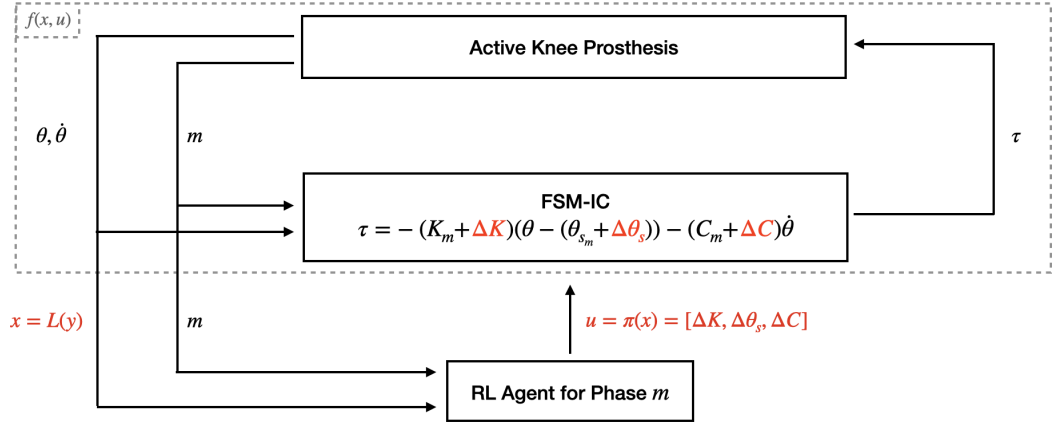 f(x, u)
Active Knee Prosthesis
θ, θ̇
m
τ
FSM-IC
τ = − (K_m+ΔK)(θ − (θ_{s_m}+Δθ_s)) − (C_m+ΔC)θ̇
x = L(y)
m
u = π(x) = [ΔK, Δθ_s, ΔC]
RL Agent for Phase m